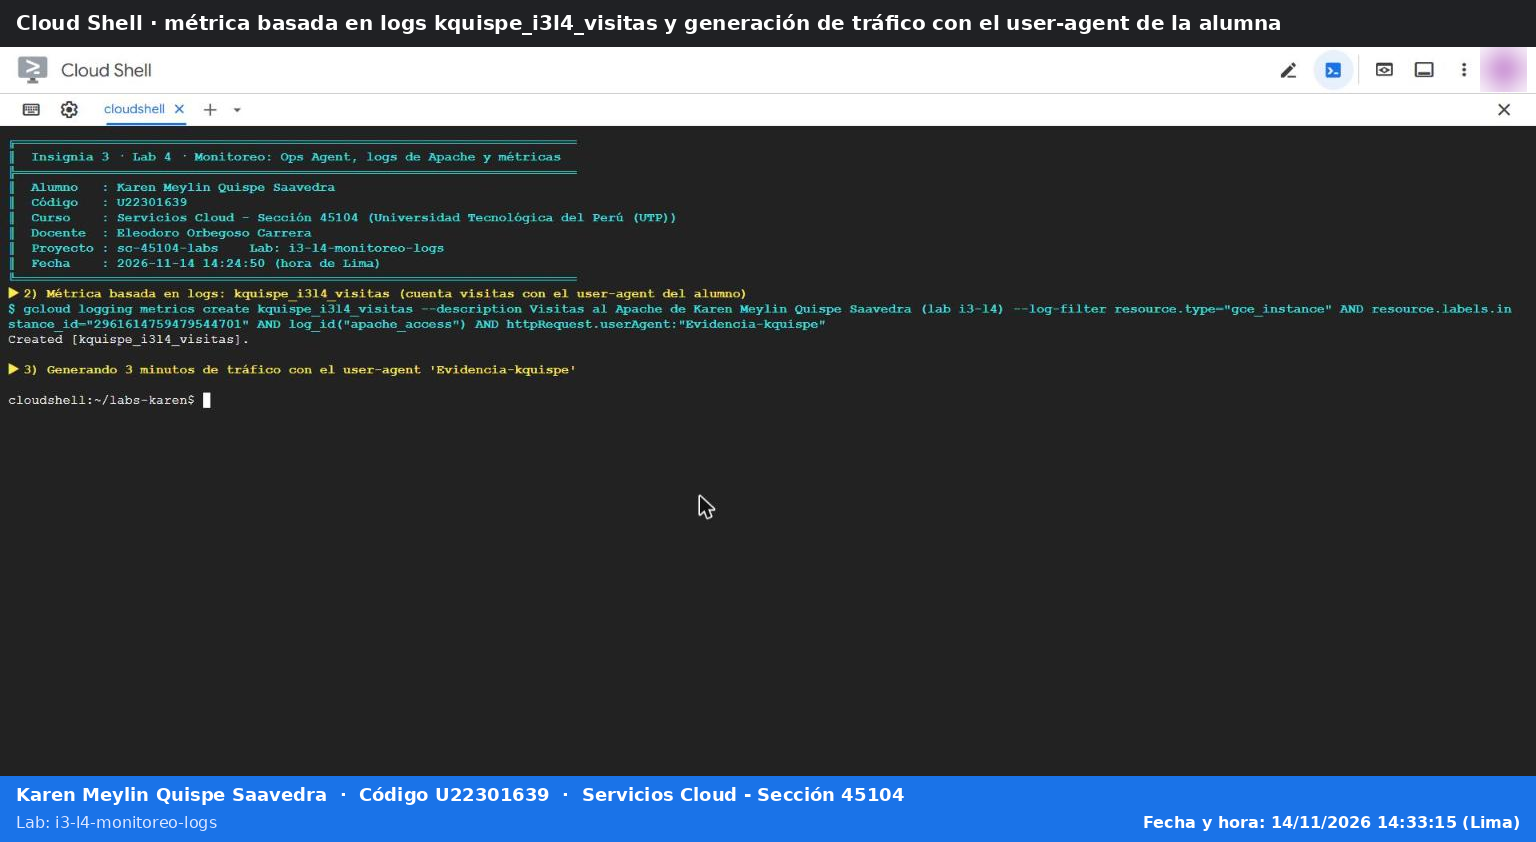 Cloud Shell · métrica basada en logs kquispe_i3l4_visitas y generación de tráfico con el user-agent de la alumna
Cloud Shell
cloudshell
Insignia 3 · Lab 4 · Monitoreo: Ops Agent, logs de Apache y métricas
Alumno : Karen Meylin Quispe Saavedra
Código : U22301639
Curso : Servicios Cloud - Sección 45104 (Universidad Tecnológica del Perú (UTP))
Docente : Eleodoro Orbegoso Carrera
Proyecto : sc-45104-labs Lab: i3-l4-monitoreo-logs
Fecha : 2026-11-14 14:24:50 (hora de Lima)
▶ 2) Métrica basada en logs: kquispe_i3l4_visitas (cuenta visitas con el user-agent del alumno)
$ gcloud logging metrics create kquispe_i3l4_visitas --description Visitas al Apache de Karen Meylin Quispe Saavedra (lab i3-l4) --log-filter resource.type="gce_instance" AND resource.labels.in
stance_id="2961614759479544701" AND log_id("apache_access") AND httpRequest.userAgent:"Evidencia-kquispe"
Created [kquispe_i3l4_visitas].
▶ 3) Generando 3 minutos de tráfico con el user-agent 'Evidencia-kquispe'
cloudshell:~/labs-karen$
Karen Meylin Quispe Saavedra · Código U22301639 · Servicios Cloud - Sección 45104
Lab: i3-l4-monitoreo-logs
Fecha y hora: 14/11/2026 14:33:15 (Lima)